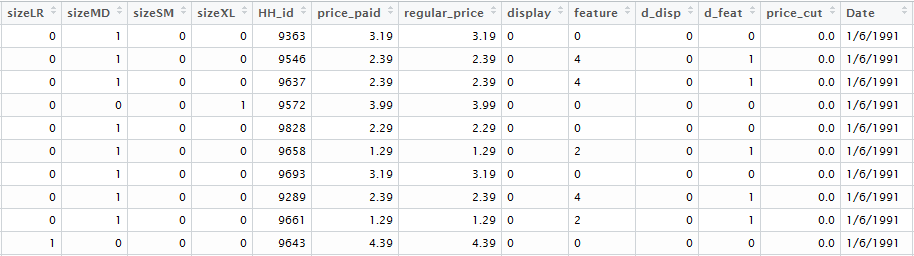 sizeLR sizeMD sizeSM sizeXL HH_id price_paid regular_price display feature d_disp d_feat price_cut Date
0 1 0 0 9363 3.19 3.19 0 0 0 0 0.0 1/6/1991
0 1 0 0 9546 2.39 2.39 0 4 0 1 0.0 1/6/1991
0 1 0 0 9637 2.39 2.39 0 4 0 1 0.0 1/6/1991
0 0 0 1 9572 3.99 3.99 0 0 0 0 0.0 1/6/1991
0 1 0 0 9828 2.29 2.29 0 0 0 0 0.0 1/6/1991
0 1 0 0 9658 1.29 1.29 0 2 0 1 0.0 1/6/1991
0 1 0 0 9693 3.19 3.19 0 0 0 0 0.0 1/6/1991
0 1 0 0 9289 2.39 2.39 0 4 0 1 0.0 1/6/1991
0 1 0 0 9661 1.29 1.29 0 2 0 1 0.0 1/6/1991
1 0 0 0 9643 4.39 4.39 0 0 0 0 0.0 1/6/1991